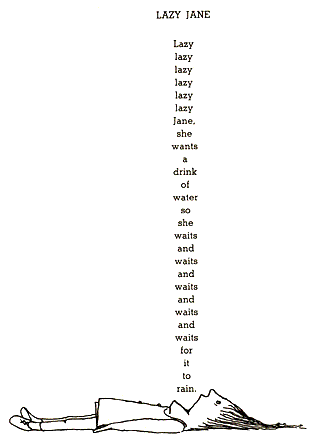 LAZY JANE
Lazy
lazy
lazy
lazy
lazy
lazy
Jane,
she
wants
a
drink
of
water
so
she
waits
and
waits
and
waits
and
waits
and
waits
for
it
to
rain.